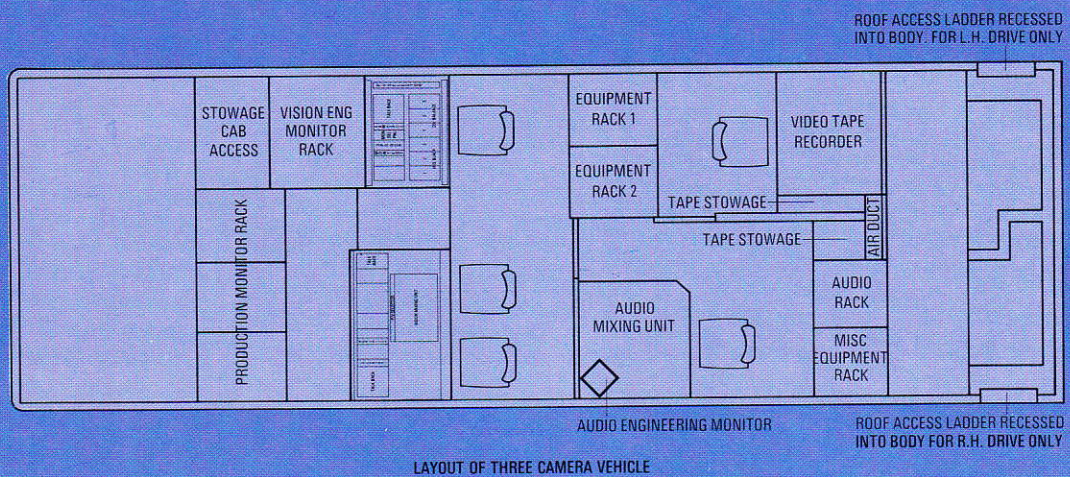 ROOF ACCESS LADDER RECESSED
INTO BODY. FOR L.H. DRIVE ONLY
STOWAGE
CAB
ACCESS
VISION ENG
MONITOR
RACK
EQUIPMENT
RACK 1
EQUIPMENT
RACK 2
VIDEO TAPE
RECORDER
TAPE STOWAGE
TAPE STOWAGE
AIR DUCT
PRODUCTION MONITOR RACK
AUDIO
MIXING UNIT
AUDIO
RACK
MISC
EQUIPMENT
RACK
AUDIO ENGINEERING MONITOR
ROOF ACCESS LADDER RECESSED
INTO BODY FOR R.H. DRIVE ONLY
LAYOUT OF THREE CAMERA VEHICLE